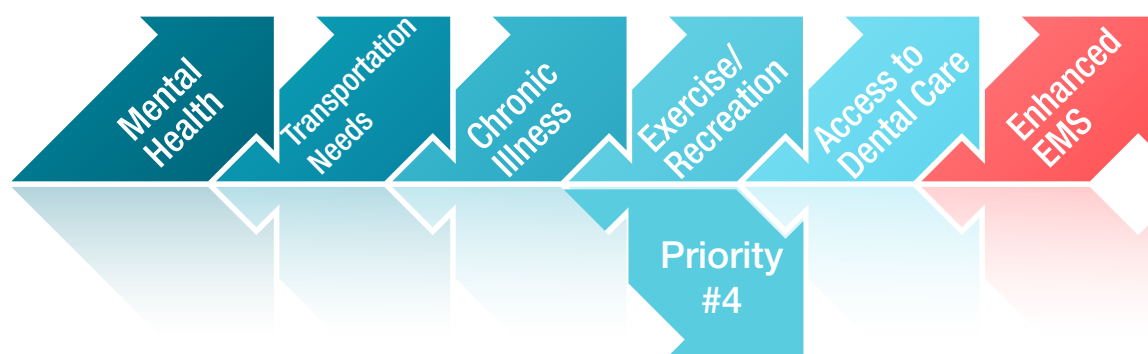 Mental
Health
Transportation
Needs
Chronic
Illness
Exercise/
Recreation
Access to
Dental Care
Enhanced
EMS
Priority
#4